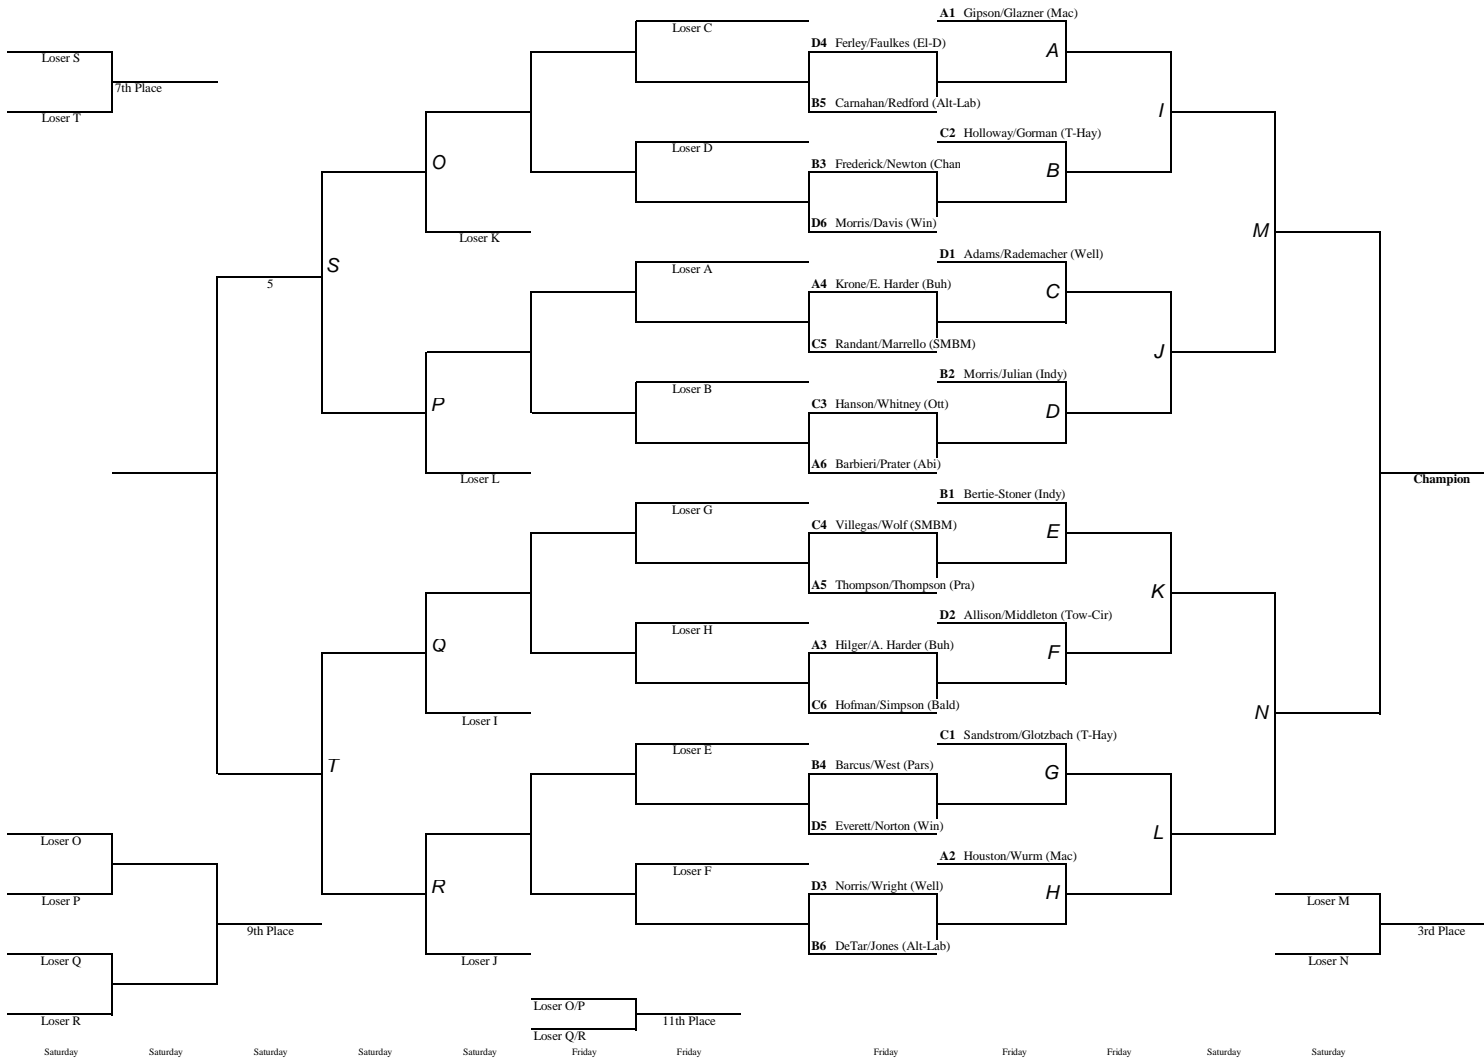 A1 Gipson/Glazner (Mac)
Loser C
D4 Ferley/Faulkes (El-D)
A
Loser S
7th Place
B5 Carnahan/Redford (Alt-Lab)
I
Loser T
C2 Holloway/Gorman (T-Hay)
Loser D
O
B3 Frederick/Newton (Chan
B
D6 Morris/Davis (Win)
Loser K
M
D1 Adams/Rademacher (Well)
S
Loser A
5
A4 Krone/E. Harder (Buh)
C
C5 Randant/Marrello (SMBM)
J
B2 Morris/Julian (Indy)
Loser B
P
C3 Hanson/Whitney (Ott)
D
A6 Barbieri/Prater (Abi)
Loser L
Champion
B1 Bertie-Stoner (Indy)
Loser G
C4 Villegas/Wolf (SMBM)
E
A5 Thompson/Thompson (Pra)
K
D2 Allison/Middleton (Tow-Cir)
Loser H
Q
A3 Hilger/A. Harder (Buh)
F
C6 Hofman/Simpson (Bald)
N
Loser I
C1 Sandstrom/Glotzbach (T-Hay)
Loser E
T
B4 Barcus/West (Pars)
G
D5 Everett/Norton (Win)
L
Loser O
A2 Houston/Wurm (Mac)
Loser F
R
D3 Norris/Wright (Well)
H
Loser P
Loser M
9th Place
3rd Place
B6 DeTar/Jones (Alt-Lab)
Loser Q
Loser J
Loser N
Loser O/P
Loser R
11th Place
Loser Q/R
Saturday Saturday Saturday Saturday Saturday Friday Friday Friday Friday Friday Saturday Saturday